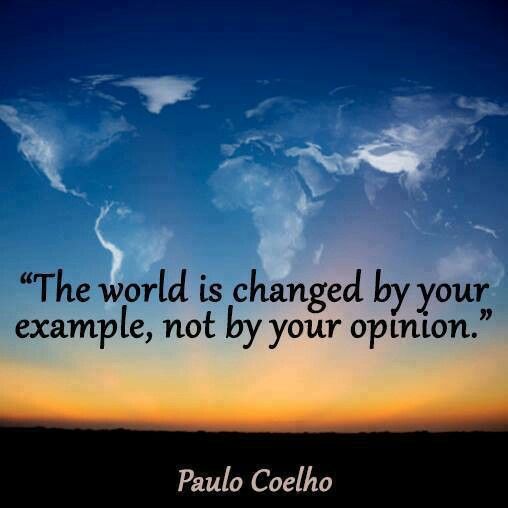 “The world is changed by your
example, not by your opinion.”
Paulo Coelho